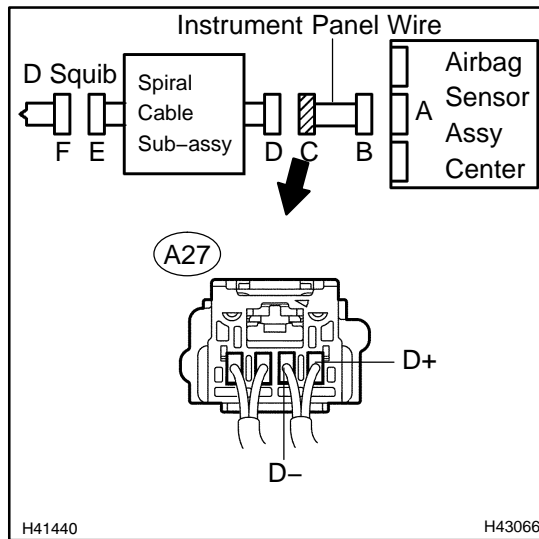 Instrument Panel Wire
D Squib
Spiral
Cable
Sub-assy
Airbag
Sensor
Assy
Center
F
E
D
C
B
A
A27
D+
D-
H41440
H43066